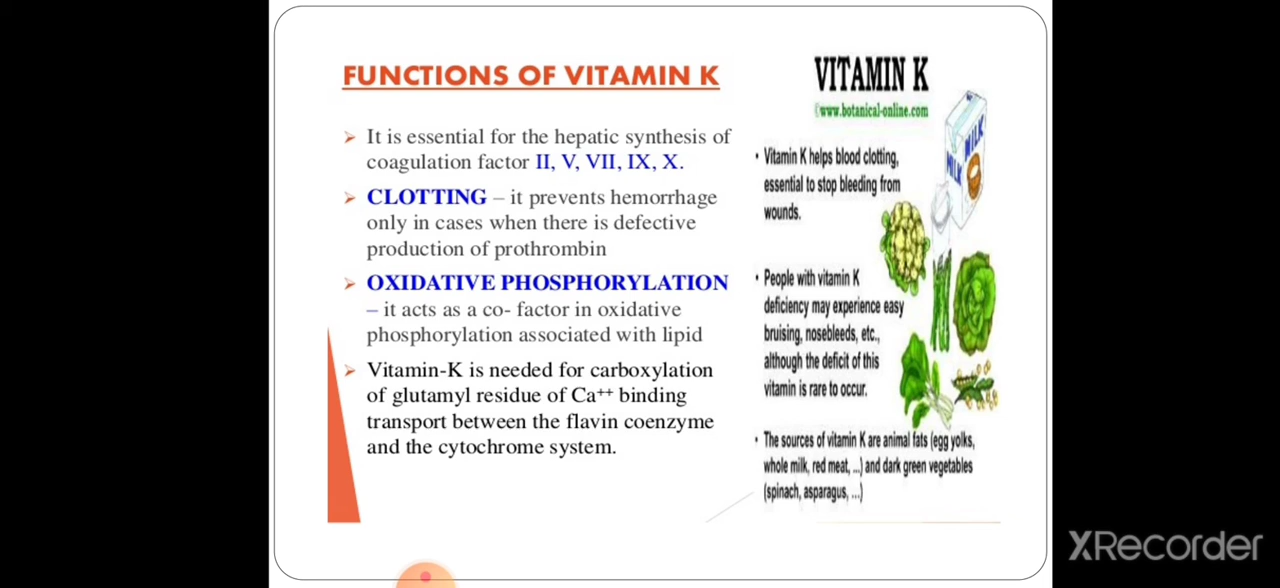 FUNCTIONS OF VITAMIN K
➢ It is essential for the hepatic synthesis of
coagulation factor II, V, VII, IX, X.
➢ CLOTTING – it prevents hemorrhage
only in cases when there is defective
production of prothrombin
➢ OXIDATIVE PHOSPHORYLATION
– it acts as a co- factor in oxidative
phosphorylation associated with lipid
➢ Vitamin-K is needed for carboxylation
of glutamyl residue of Ca⁺⁺ binding
transport between the flavin coenzyme
and the cytochrome system.
VITAMIN K
©www.botanical-online.com
• Vitamin K helps blood clotting,
essential to stop bleeding from
wounds.
• People with vitamin K
deficiency may experience easy
bruising, nosebleeds, etc.,
although the deficit of this
vitamin is rare to occur.
• The sources of vitamin K are animal fats (egg yolks,
whole milk, red meat, ...) and dark green vegetables
(spinach, asparagus, ...)
MILK
MILK
XRecorder